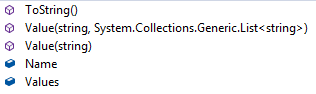 ToString()
Value(string, System.Collections.Generic.List<string>)
Value(string)
Name
Values